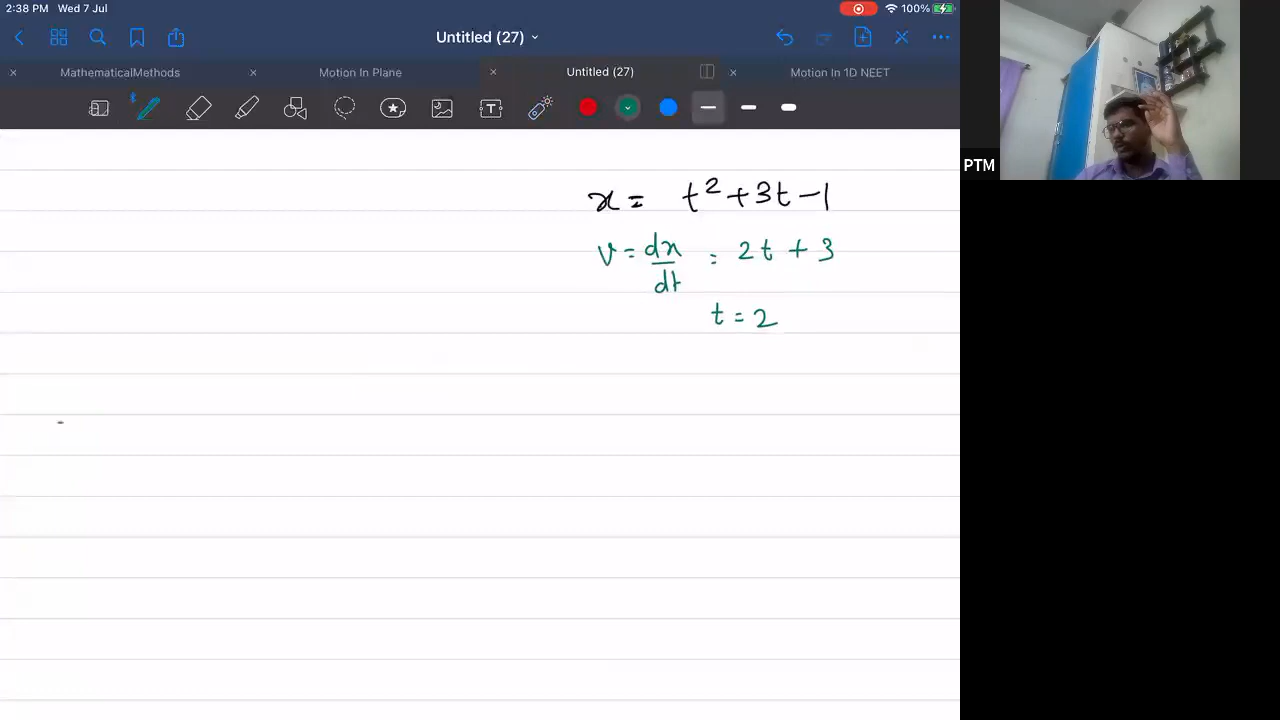 2:38 PM Wed 7 Jul
100%
Untitled (27)
MathematicalMethods
Motion In Plane
Untitled (27)
Motion In 1D NEET
x = t² + 3t - 1
v = dx/dt = 2t + 3
t = 2
PTM